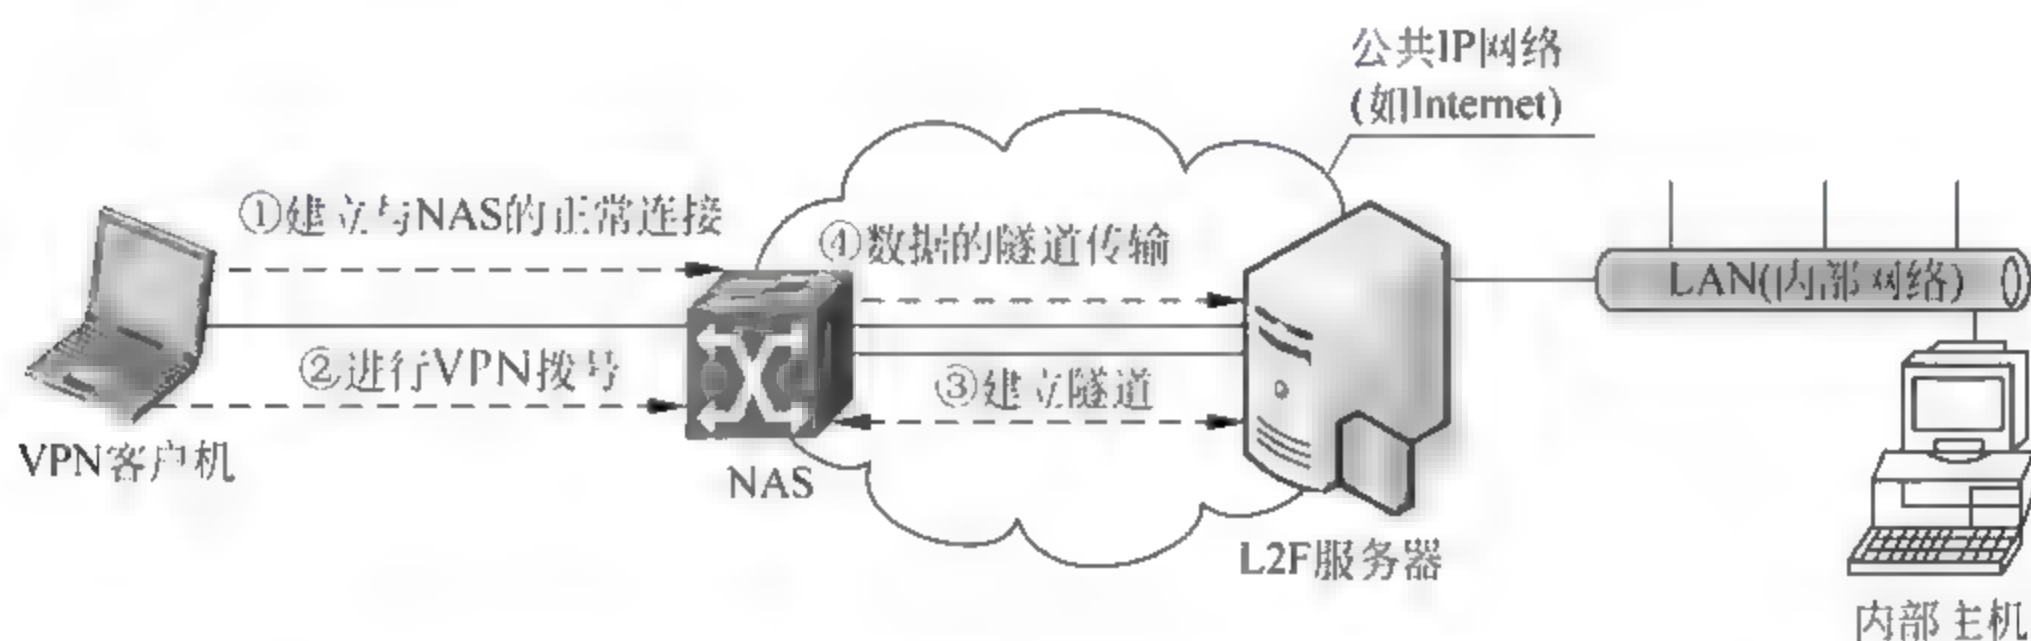 公共IP网络
(如Internet)
①建立与NAS的正常连接
④数据的隧道传输
LAN(内部网络)
②进行VPN拨号
③建立隧道
VPN客户机
NAS
L2F服务器
内部主机